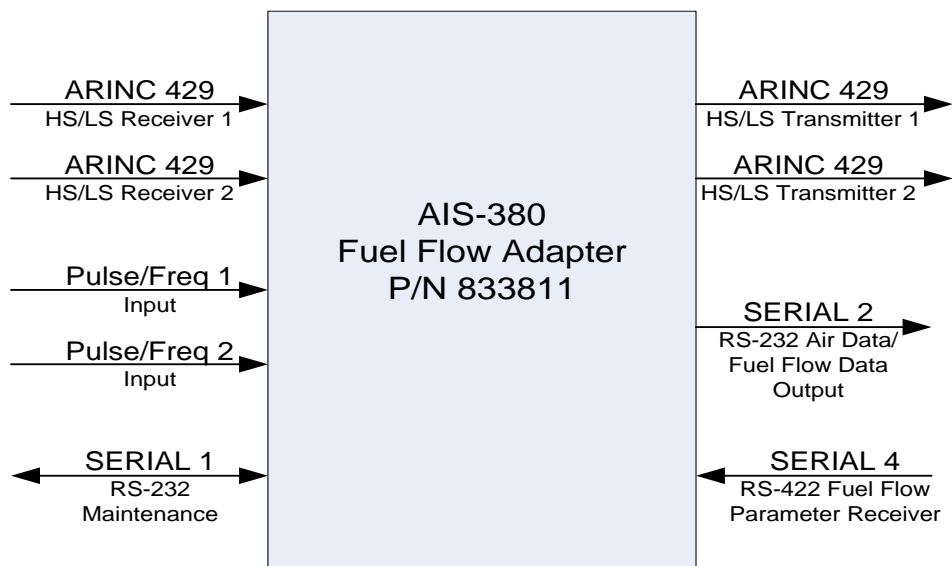 ARINC 429
HS/LS Receiver 1
ARINC 429
HS/LS Receiver 2
Pulse/Freq 1
Input
Pulse/Freq 2
Input
SERIAL 1
RS-232
Maintenance
AIS-380
Fuel Flow Adapter
P/N 833811
ARINC 429
HS/LS Transmitter 1
ARINC 429
HS/LS Transmitter 2
SERIAL 2
RS-232 Air Data/
Fuel Flow Data
Output
SERIAL 4
RS-422 Fuel Flow
Parameter Receiver